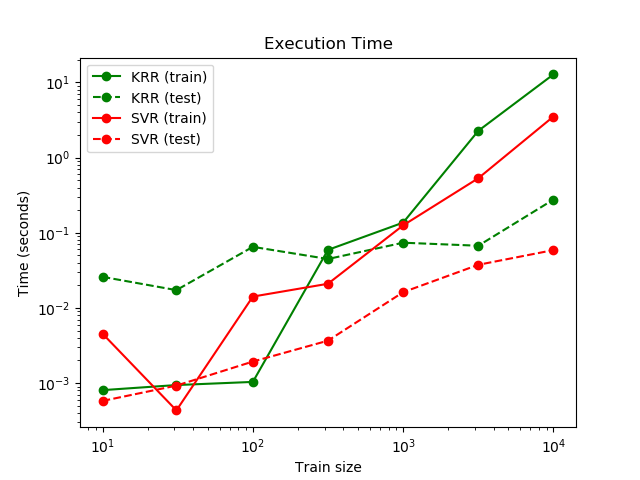 Execution Time
KRR (train)
KRR (test)
SVR (train)
SVR (test)
10¹
10⁰
10⁻¹
10⁻²
10⁻³
Time (seconds)
10¹ 10² 10³ 10⁴
Train size